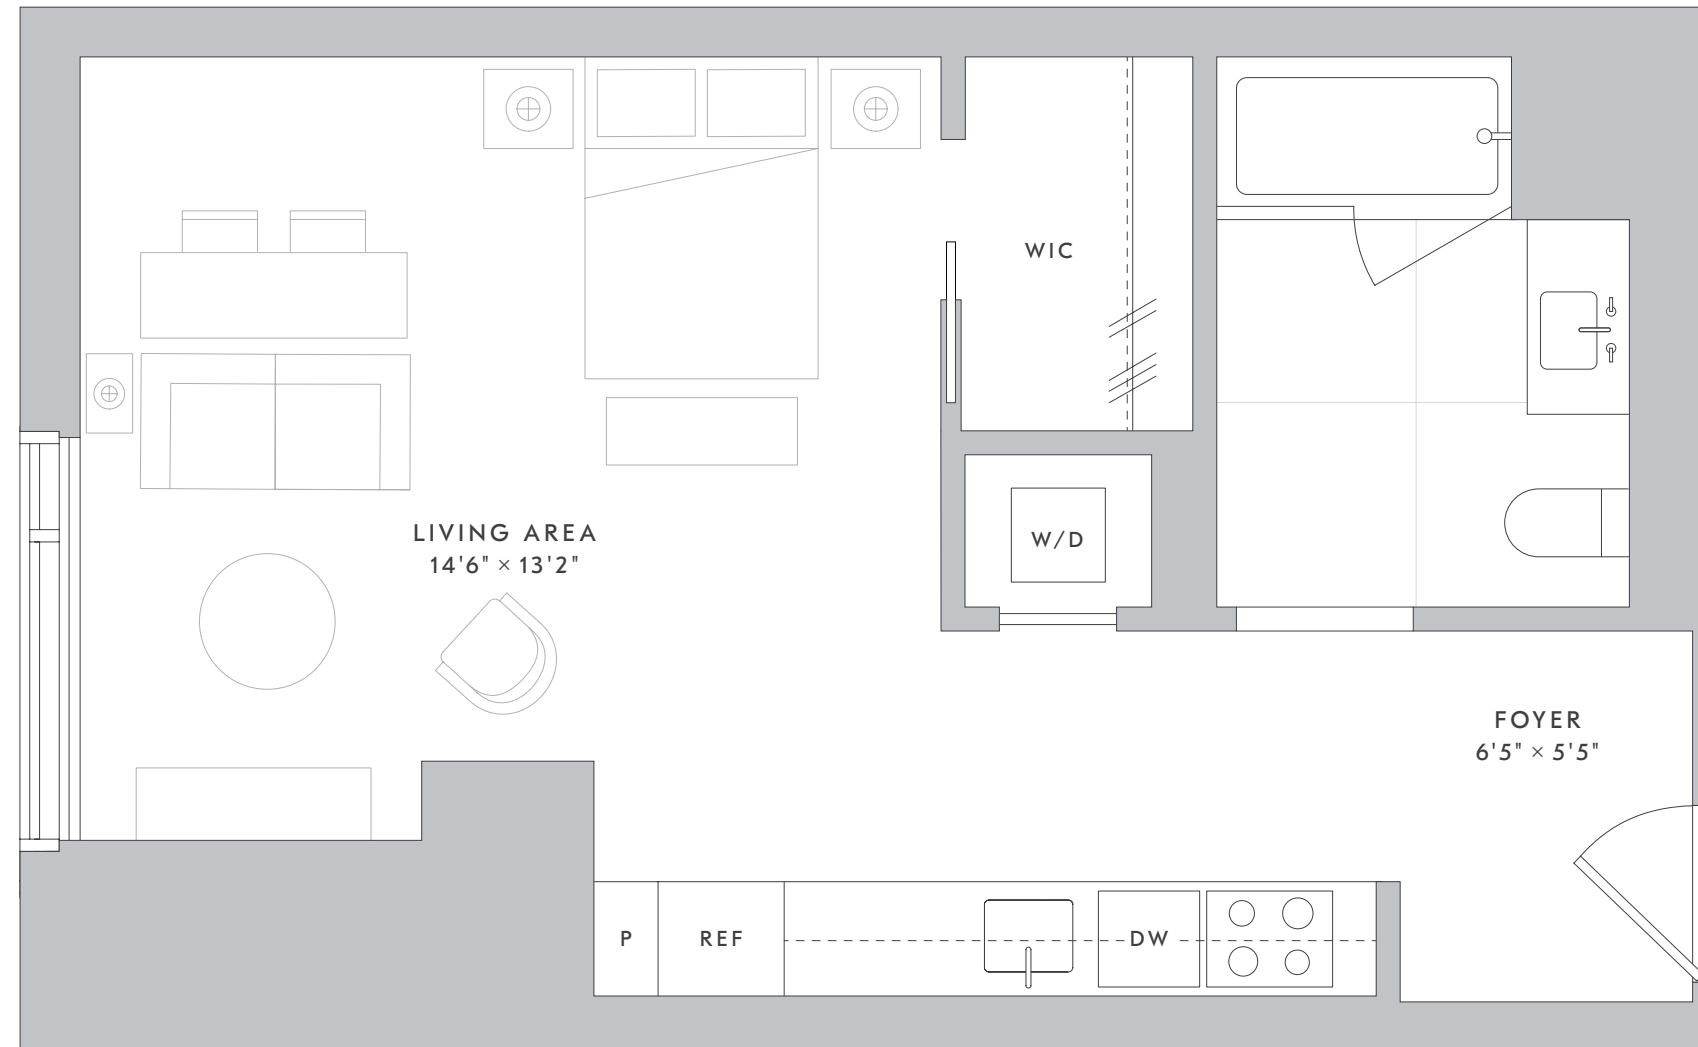 WIC
LIVING AREA
14'6" × 13'2"
W/D
FOYER
6'5" × 5'5"
P
REF
DW